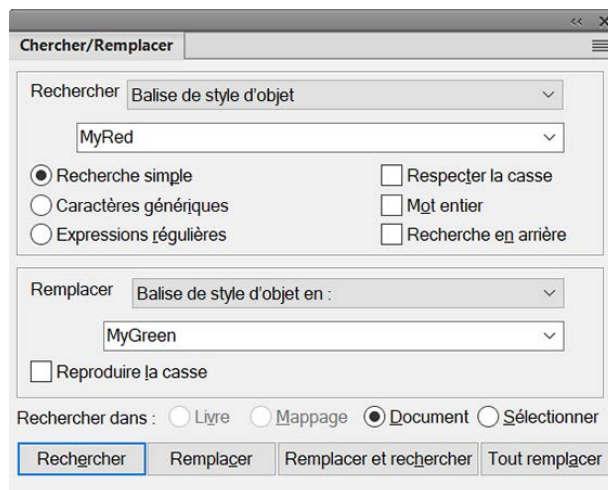 Chercher/Remplacer
Rechercher Balise de style d'objet
MyRed
Recherche simple Respecter la casse
Caractères génériques Mot entier
Expressions régulières Recherche en arrière
Remplacer Balise de style d'objet en :
MyGreen
Reproduire la casse
Rechercher dans : Livre Mappage Document Sélectionner
Rechercher Remplacer Remplacer et rechercher Tout remplacer